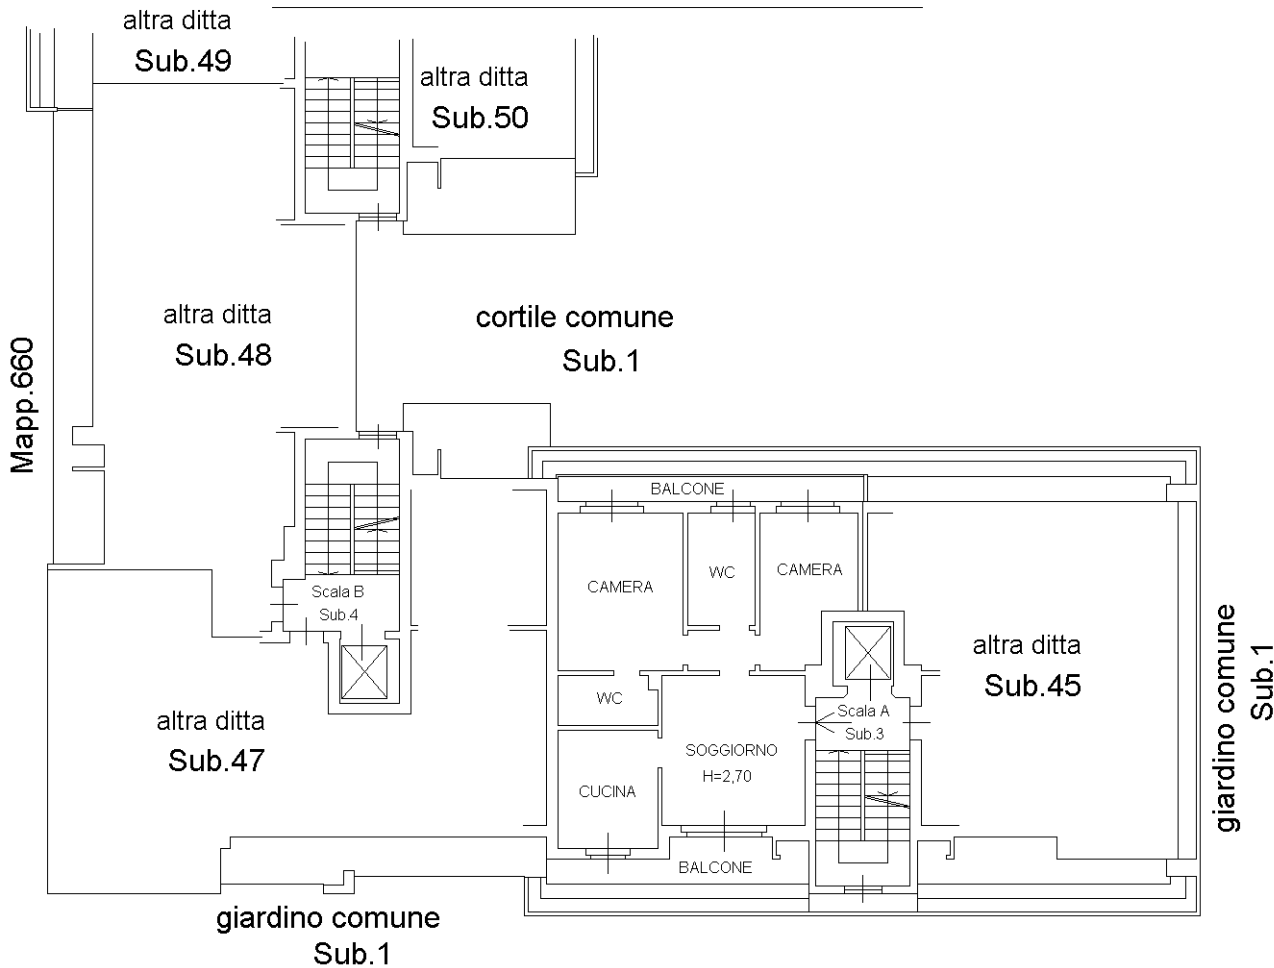 altra ditta
Sub.49
altra ditta
Sub.50
altra ditta
Sub.48
cortile comune
Sub.1
Mapp.660
BALCONE
CAMERA
WC
CAMERA
Scala B
Sub.4
altra ditta
Sub.45
giardino comune
Sub.1
WC
Scala A
Sub.3
altra ditta
Sub.47
SOGGIORNO
H=2,70
CUCINA
BALCONE
giardino comune
Sub.1